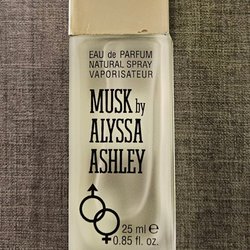 EAU de PARFUM
NATURAL SPRAY
VAPORISATEUR
MUSK by
ALYSSA
ASHLEY
25 ml e
0.85 fl. oz.